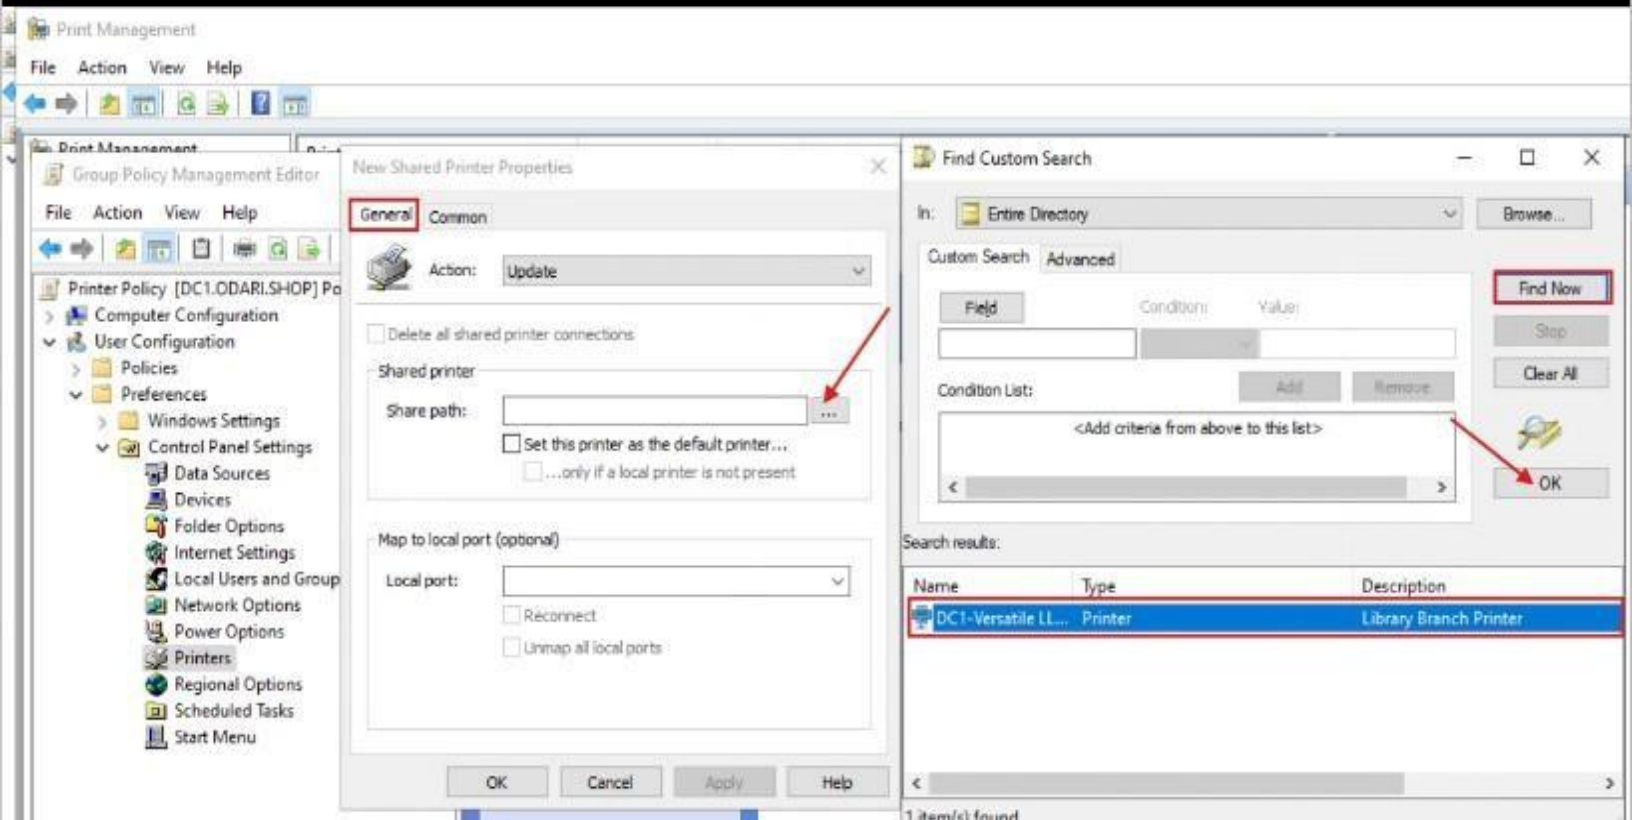 Print Management
File Action View Help
Print Management
Group Policy Management Editor
File Action View Help
Printer Policy [DC1.ODARI.SHOP] Po
Computer Configuration
User Configuration
Policies
Preferences
Windows Settings
Control Panel Settings
Data Sources
Devices
Folder Options
Internet Settings
Local Users and Group
Network Options
Power Options
Printers
Regional Options
Scheduled Tasks
Start Menu
New Shared Printer Properties
General Common
Action: Update
Delete all shared printer connections
Shared printer
Share path: ...
Set this printer as the default printer...
...only if a local printer is not present
Map to local port (optional)
Local port:
Reconnect
Unmap all local ports
OK Cancel Apply Help
Find Custom Search
In: Entire Directory Browse...
Custom Search Advanced
Find Now
Field Condition: Value:
Stop
Clear All
Condition List: Add Remove
<Add criteria from above to this list>
OK
Search results:
Name Type Description
DC1-Versatile LL... Printer Library Branch Printer
1 item(s) found